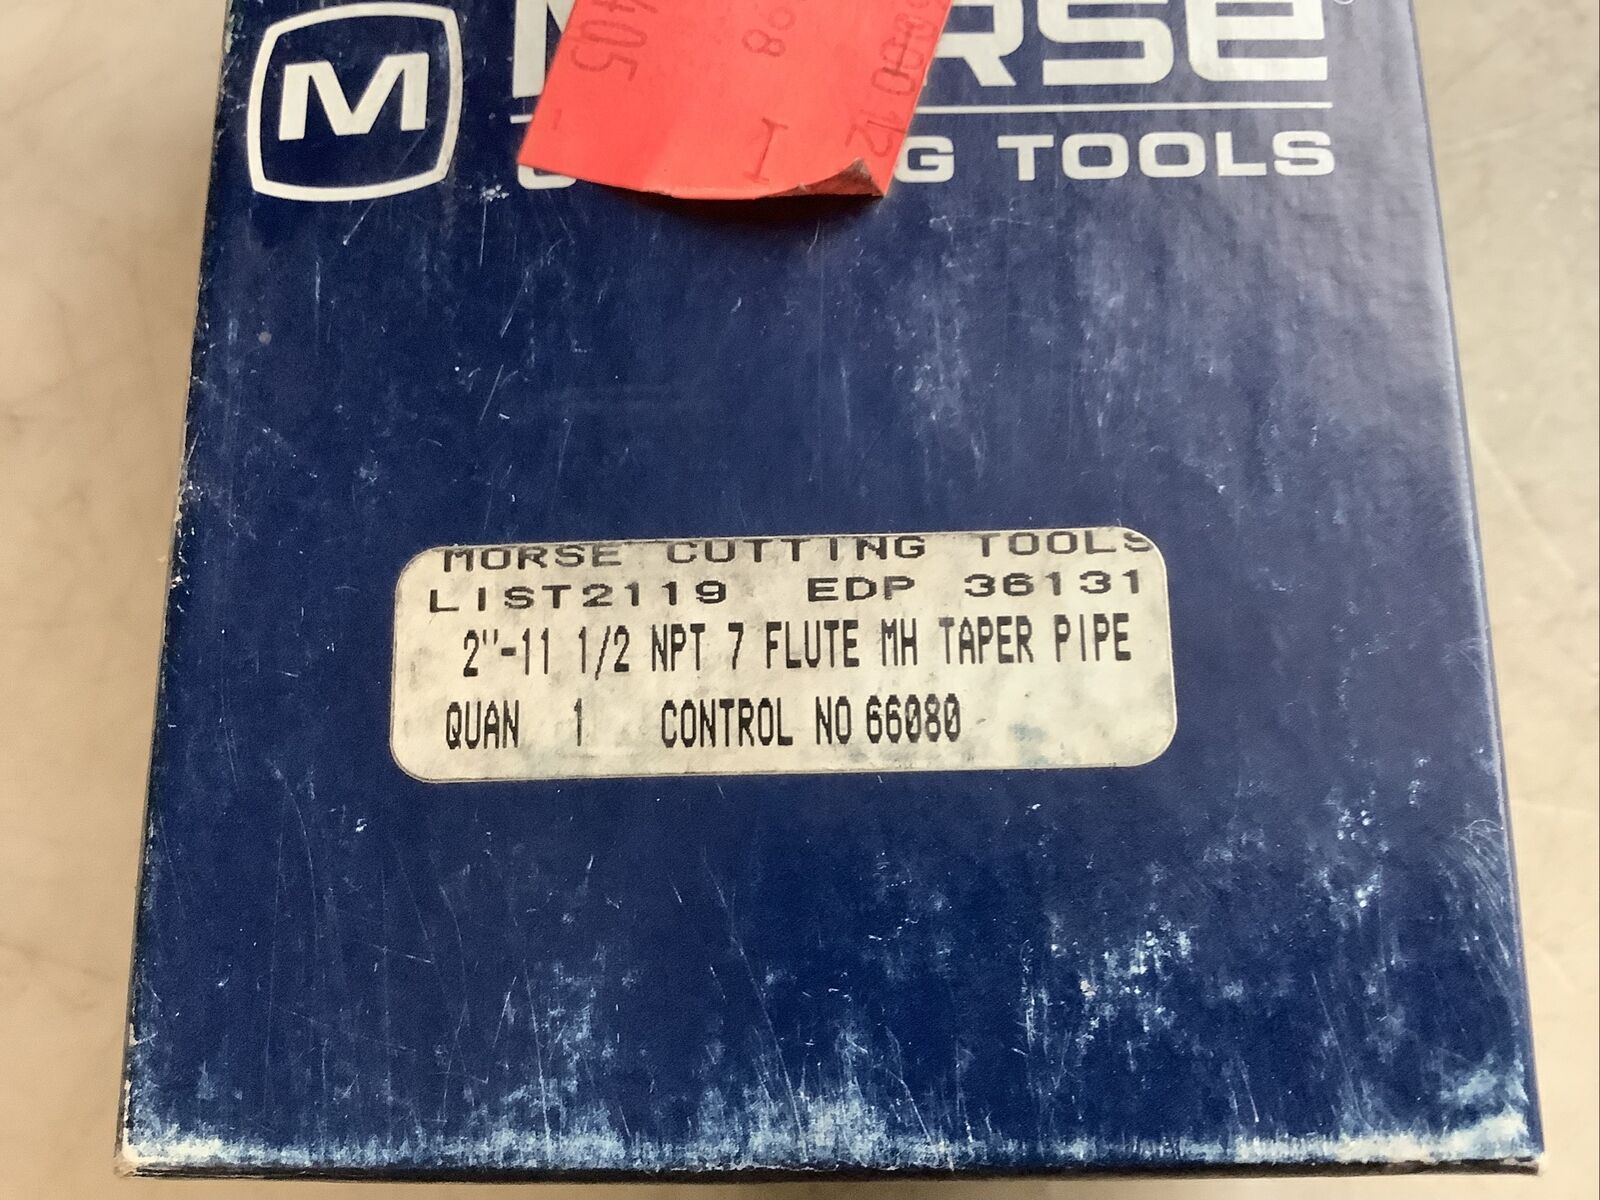 M
CUTTING TOOLS
MORSE CUTTING TOOLS
LIST2119 EDP 36131
2"-11 1/2 NPT 7 FLUTE MH TAPER PIPE
QUAN 1 CONTROL NO 66080